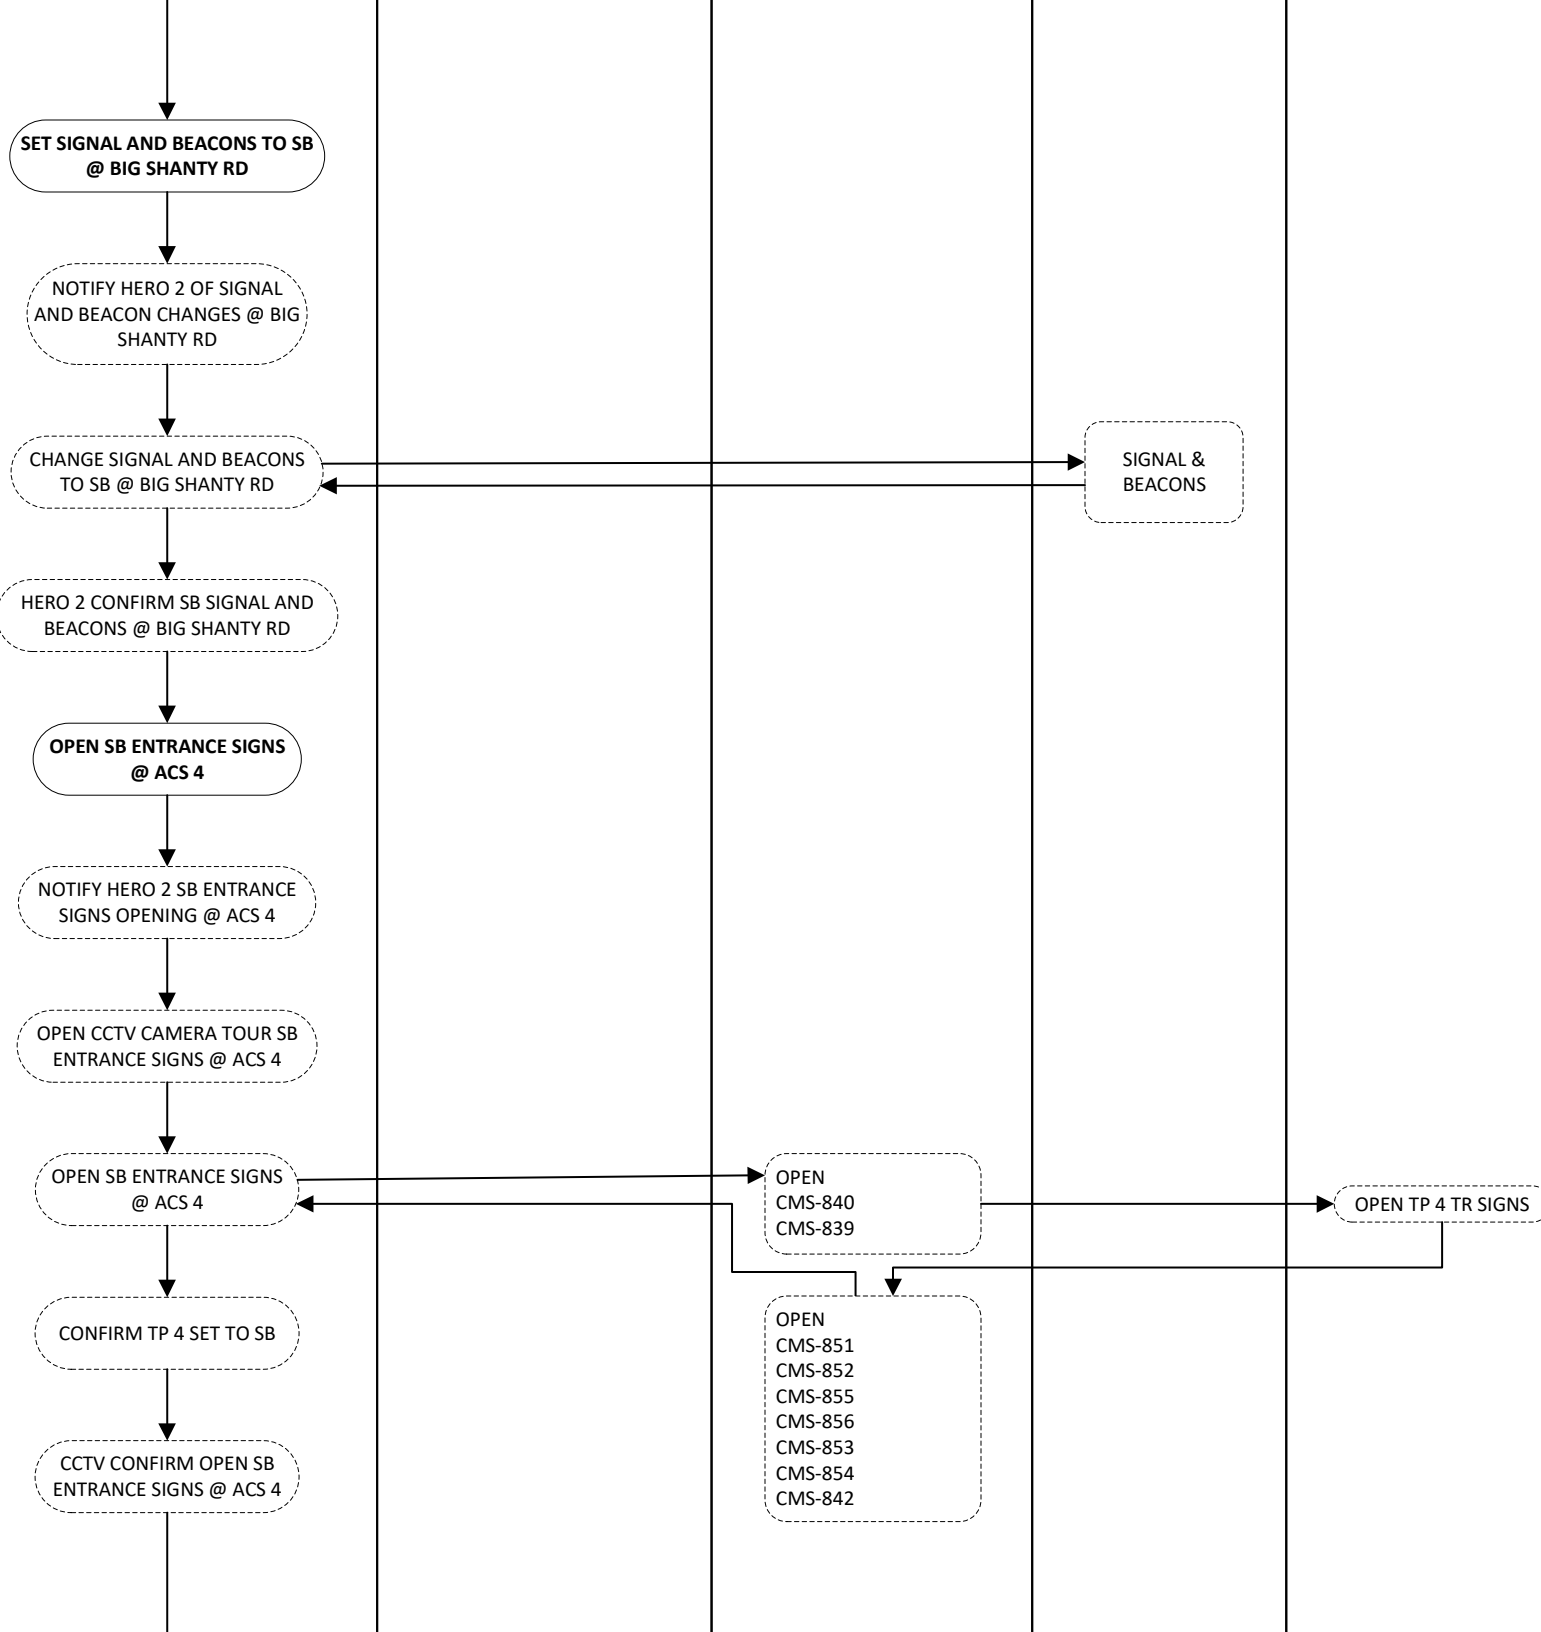 SET SIGNAL AND BEACONS TO SB
@ BIG SHANTY RD
NOTIFY HERO 2 OF SIGNAL
AND BEACON CHANGES @ BIG
SHANTY RD
CHANGE SIGNAL AND BEACONS
TO SB @ BIG SHANTY RD
SIGNAL &
BEACONS
HERO 2 CONFIRM SB SIGNAL AND
BEACONS @ BIG SHANTY RD
OPEN SB ENTRANCE SIGNS
@ ACS 4
NOTIFY HERO 2 SB ENTRANCE
SIGNS OPENING @ ACS 4
OPEN CCTV CAMERA TOUR SB
ENTRANCE SIGNS @ ACS 4
OPEN SB ENTRANCE SIGNS
@ ACS 4
OPEN
CMS-840
CMS-839
OPEN TP 4 TR SIGNS
CONFIRM TP 4 SET TO SB
OPEN
CMS-851
CMS-852
CMS-855
CMS-856
CMS-853
CMS-854
CMS-842
CCTV CONFIRM OPEN SB
ENTRANCE SIGNS @ ACS 4